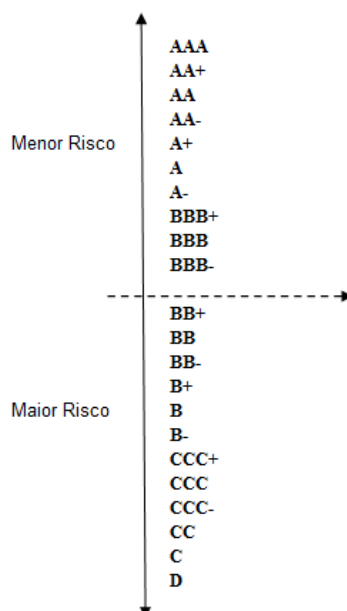 AAA
AA+
AA
AA-
Menor Risco
A+
A
A-
BBB+
BBB
BBB-
BB+
BB
BB-
B+
Maior Risco
B
B-
CCC+
CCC
CCC-
CC
C
D